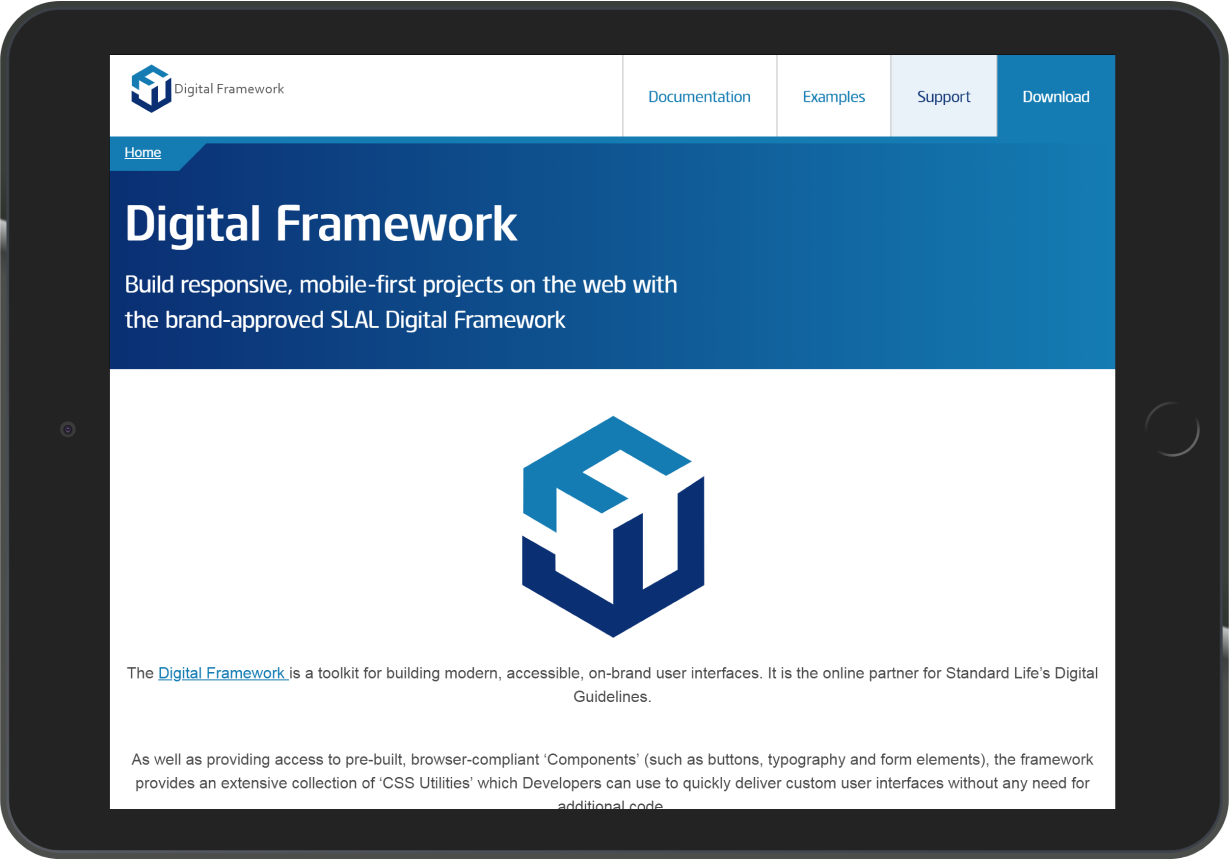 Digital Framework
Documentation
Examples
Support
Download
Home
Digital Framework
Build responsive, mobile-first projects on the web with
the brand-approved SLAL Digital Framework
The Digital Framework is a toolkit for building modern, accessible, on-brand user interfaces. It is the online partner for Standard Life’s Digital
Guidelines.
As well as providing access to pre-built, browser-compliant ‘Components’ (such as buttons, typography and form elements), the framework
provides an extensive collection of ‘CSS Utilities’ which Developers can use to quickly deliver custom user interfaces without any need for
additional code.